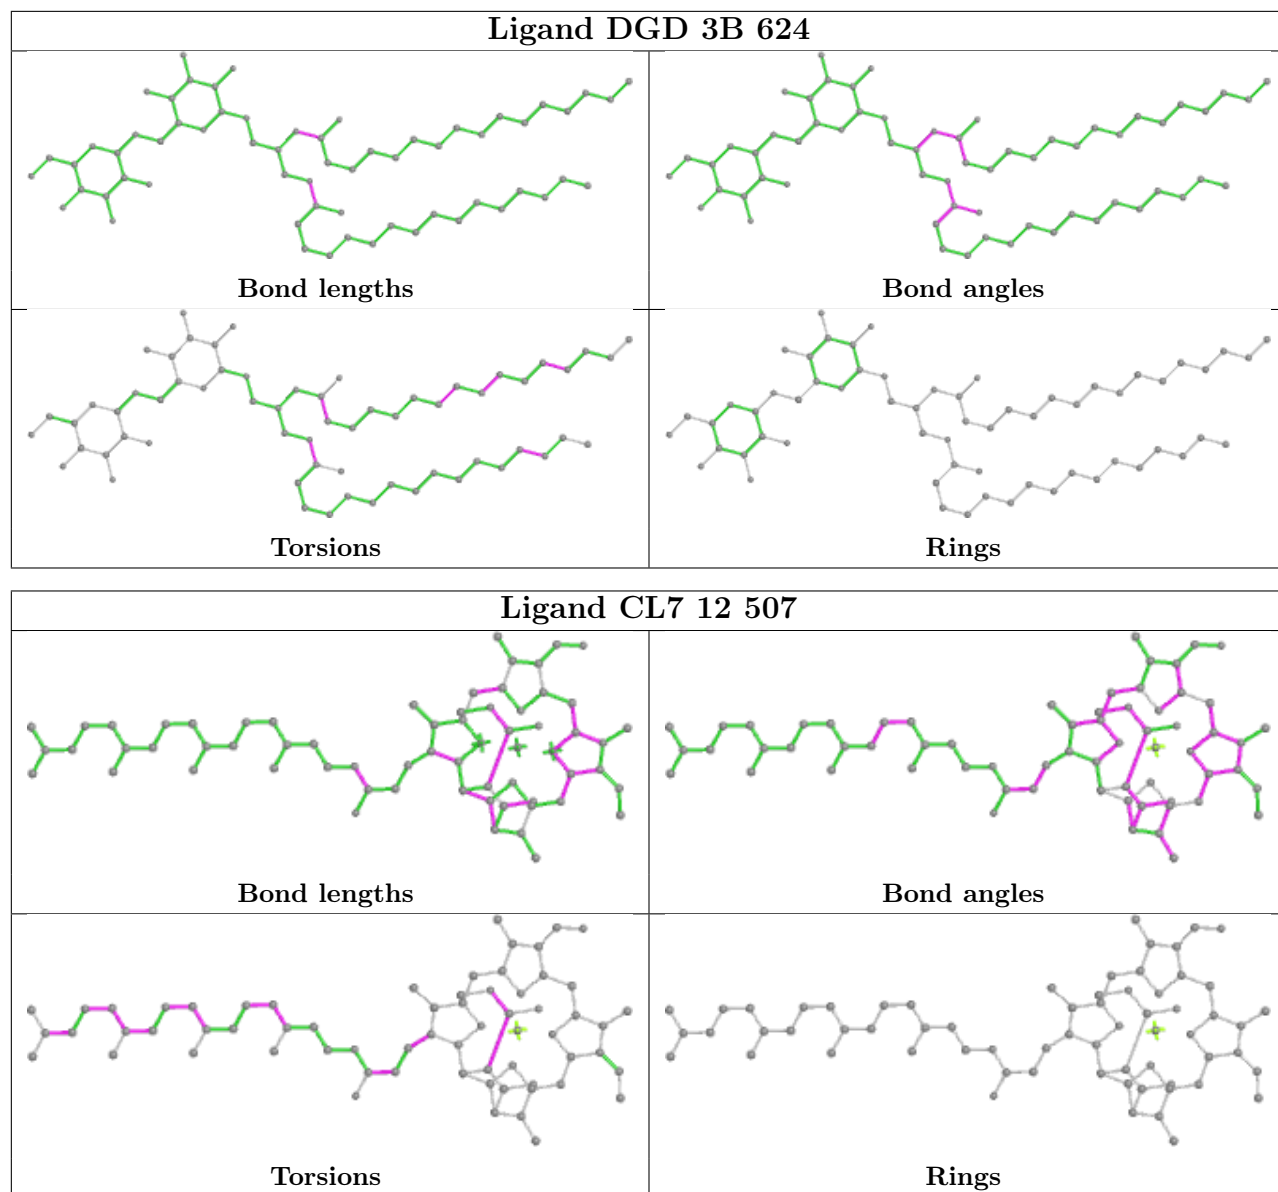 Ligand DGD 3B 624
Bond lengths
Bond angles
Torsions
Rings
Ligand CL7 12 507
Bond lengths
Bond angles
Torsions
Rings